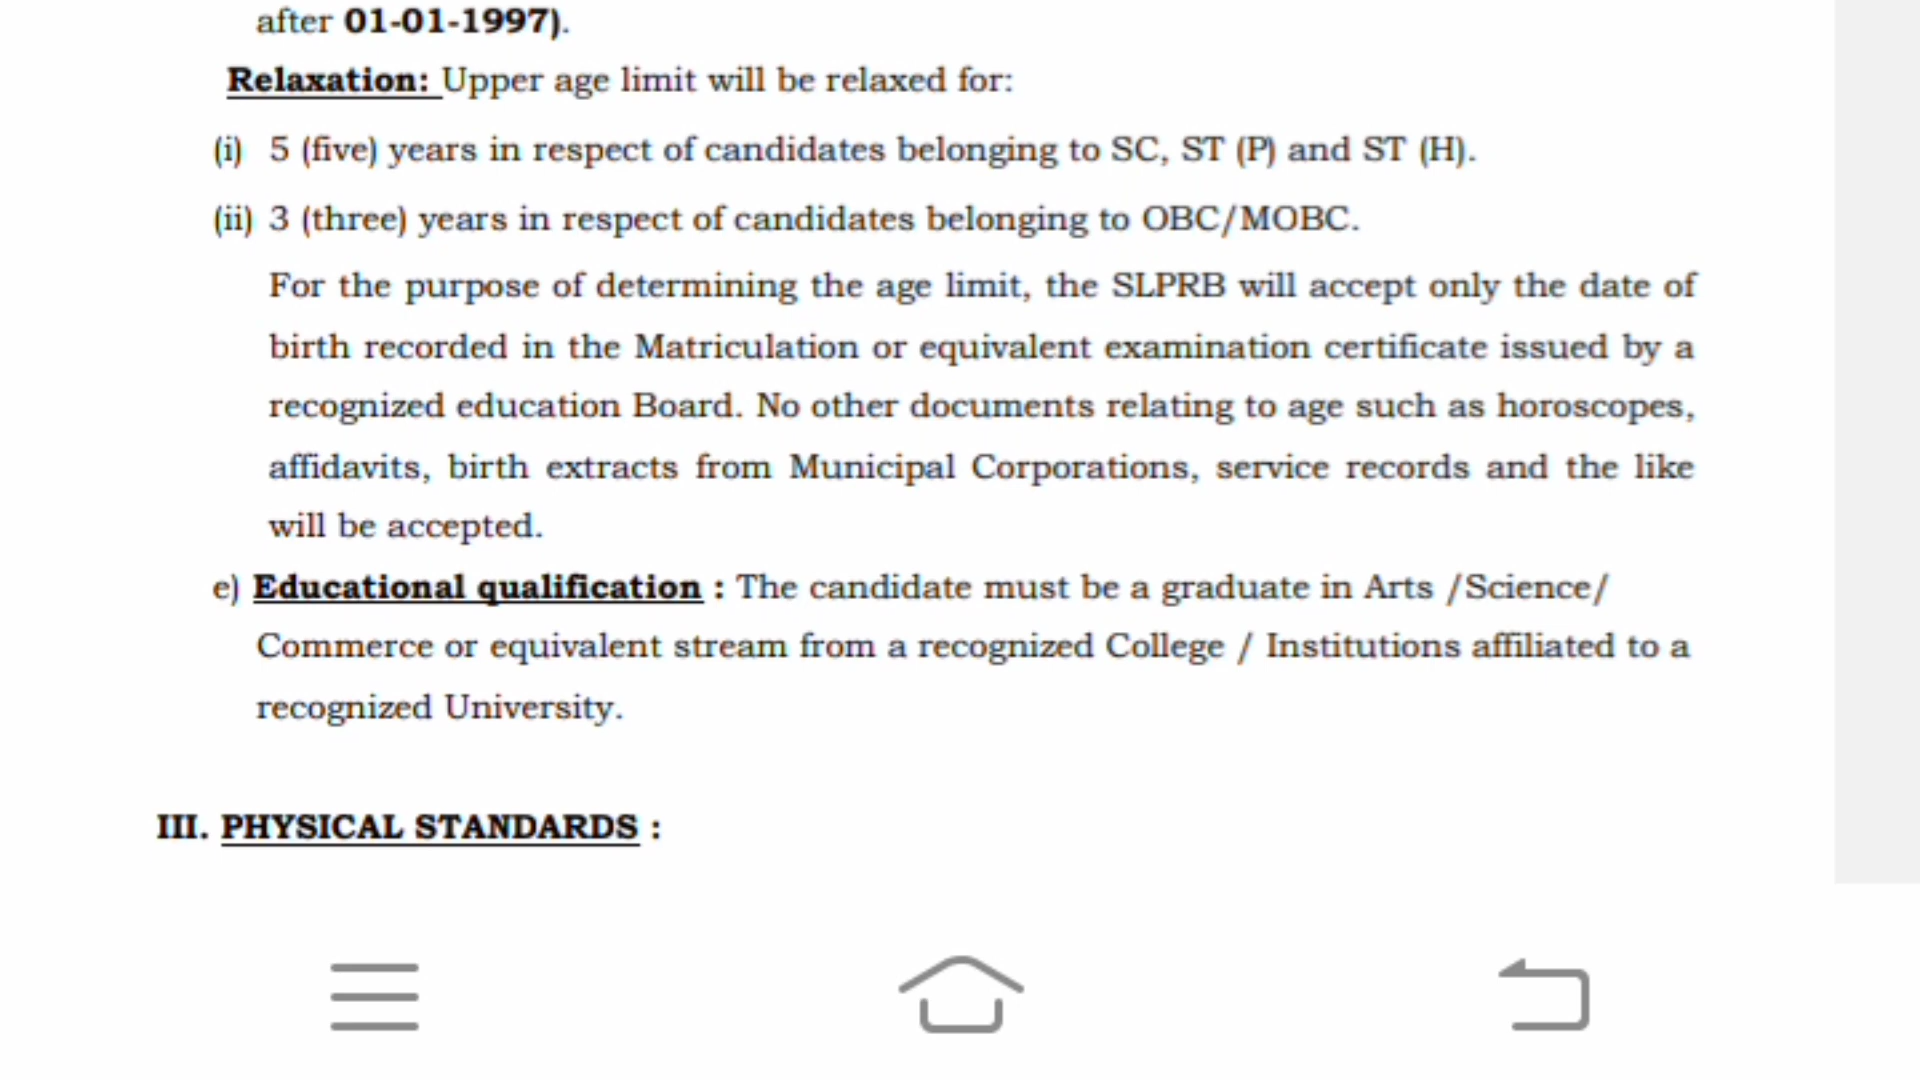 after 01-01-1997).
Relaxation: Upper age limit will be relaxed for:
(i) 5 (five) years in respect of candidates belonging to SC, ST (P) and ST (H).
(ii) 3 (three) years in respect of candidates belonging to OBC/MOBC.
For the purpose of determining the age limit, the SLPRB will accept only the date of
birth recorded in the Matriculation or equivalent examination certificate issued by a
recognized education Board. No other documents relating to age such as horoscopes,
affidavits, birth extracts from Municipal Corporations, service records and the like
will be accepted.
e) Educational qualification : The candidate must be a graduate in Arts /Science/
Commerce or equivalent stream from a recognized College / Institutions affiliated to a
recognized University.
III. PHYSICAL STANDARDS :